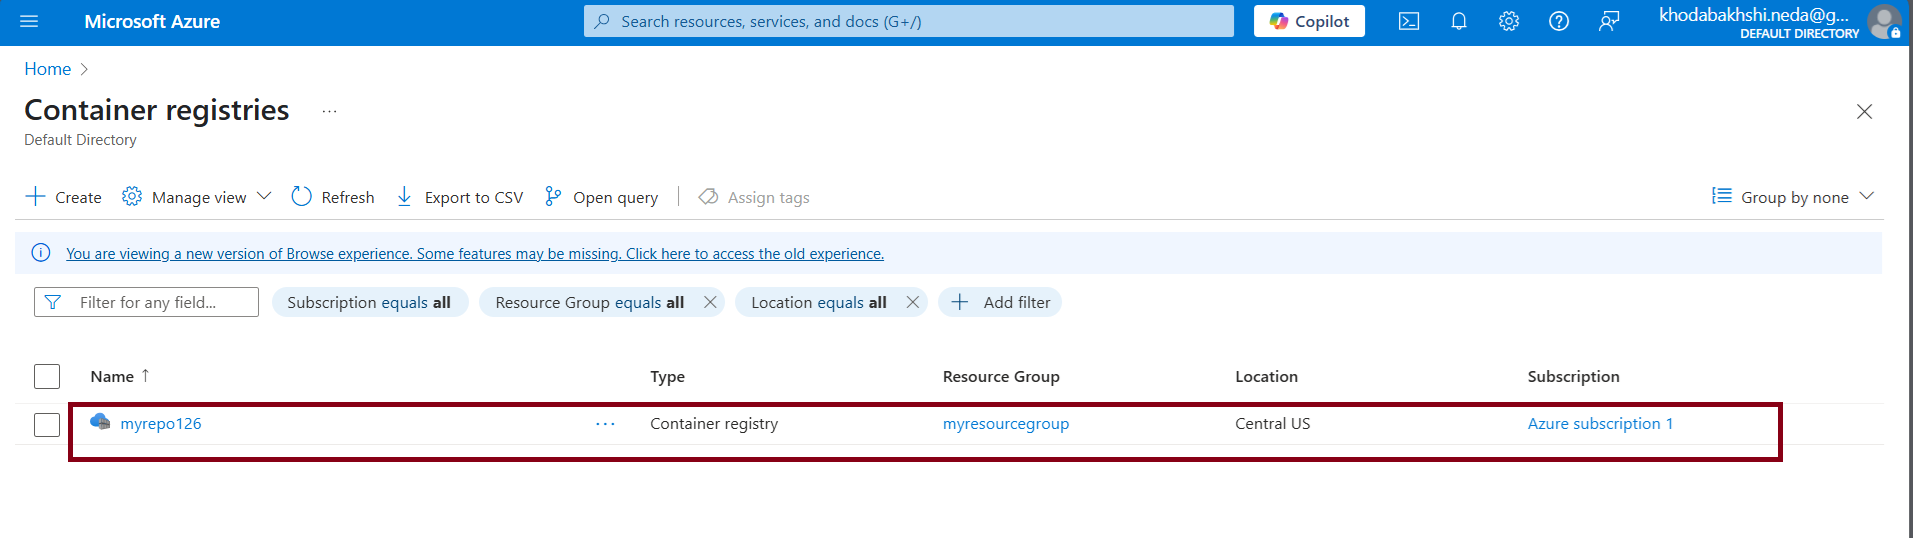 Microsoft Azure
Search resources, services, and docs (G+/)
Copilot
khodabakhshi.neda@g...
DEFAULT DIRECTORY
Home
Container registries ...
Default Directory
Create Manage view Refresh Export to CSV Open query Assign tags Group by none
You are viewing a new version of Browse experience. Some features may be missing. Click here to access the old experience.
Filter for any field... Subscription equals all Resource Group equals all Location equals all Add filter
Name ↑ Type Resource Group Location Subscription
myrepo126 ... Container registry myresourcegroup Central US Azure subscription 1